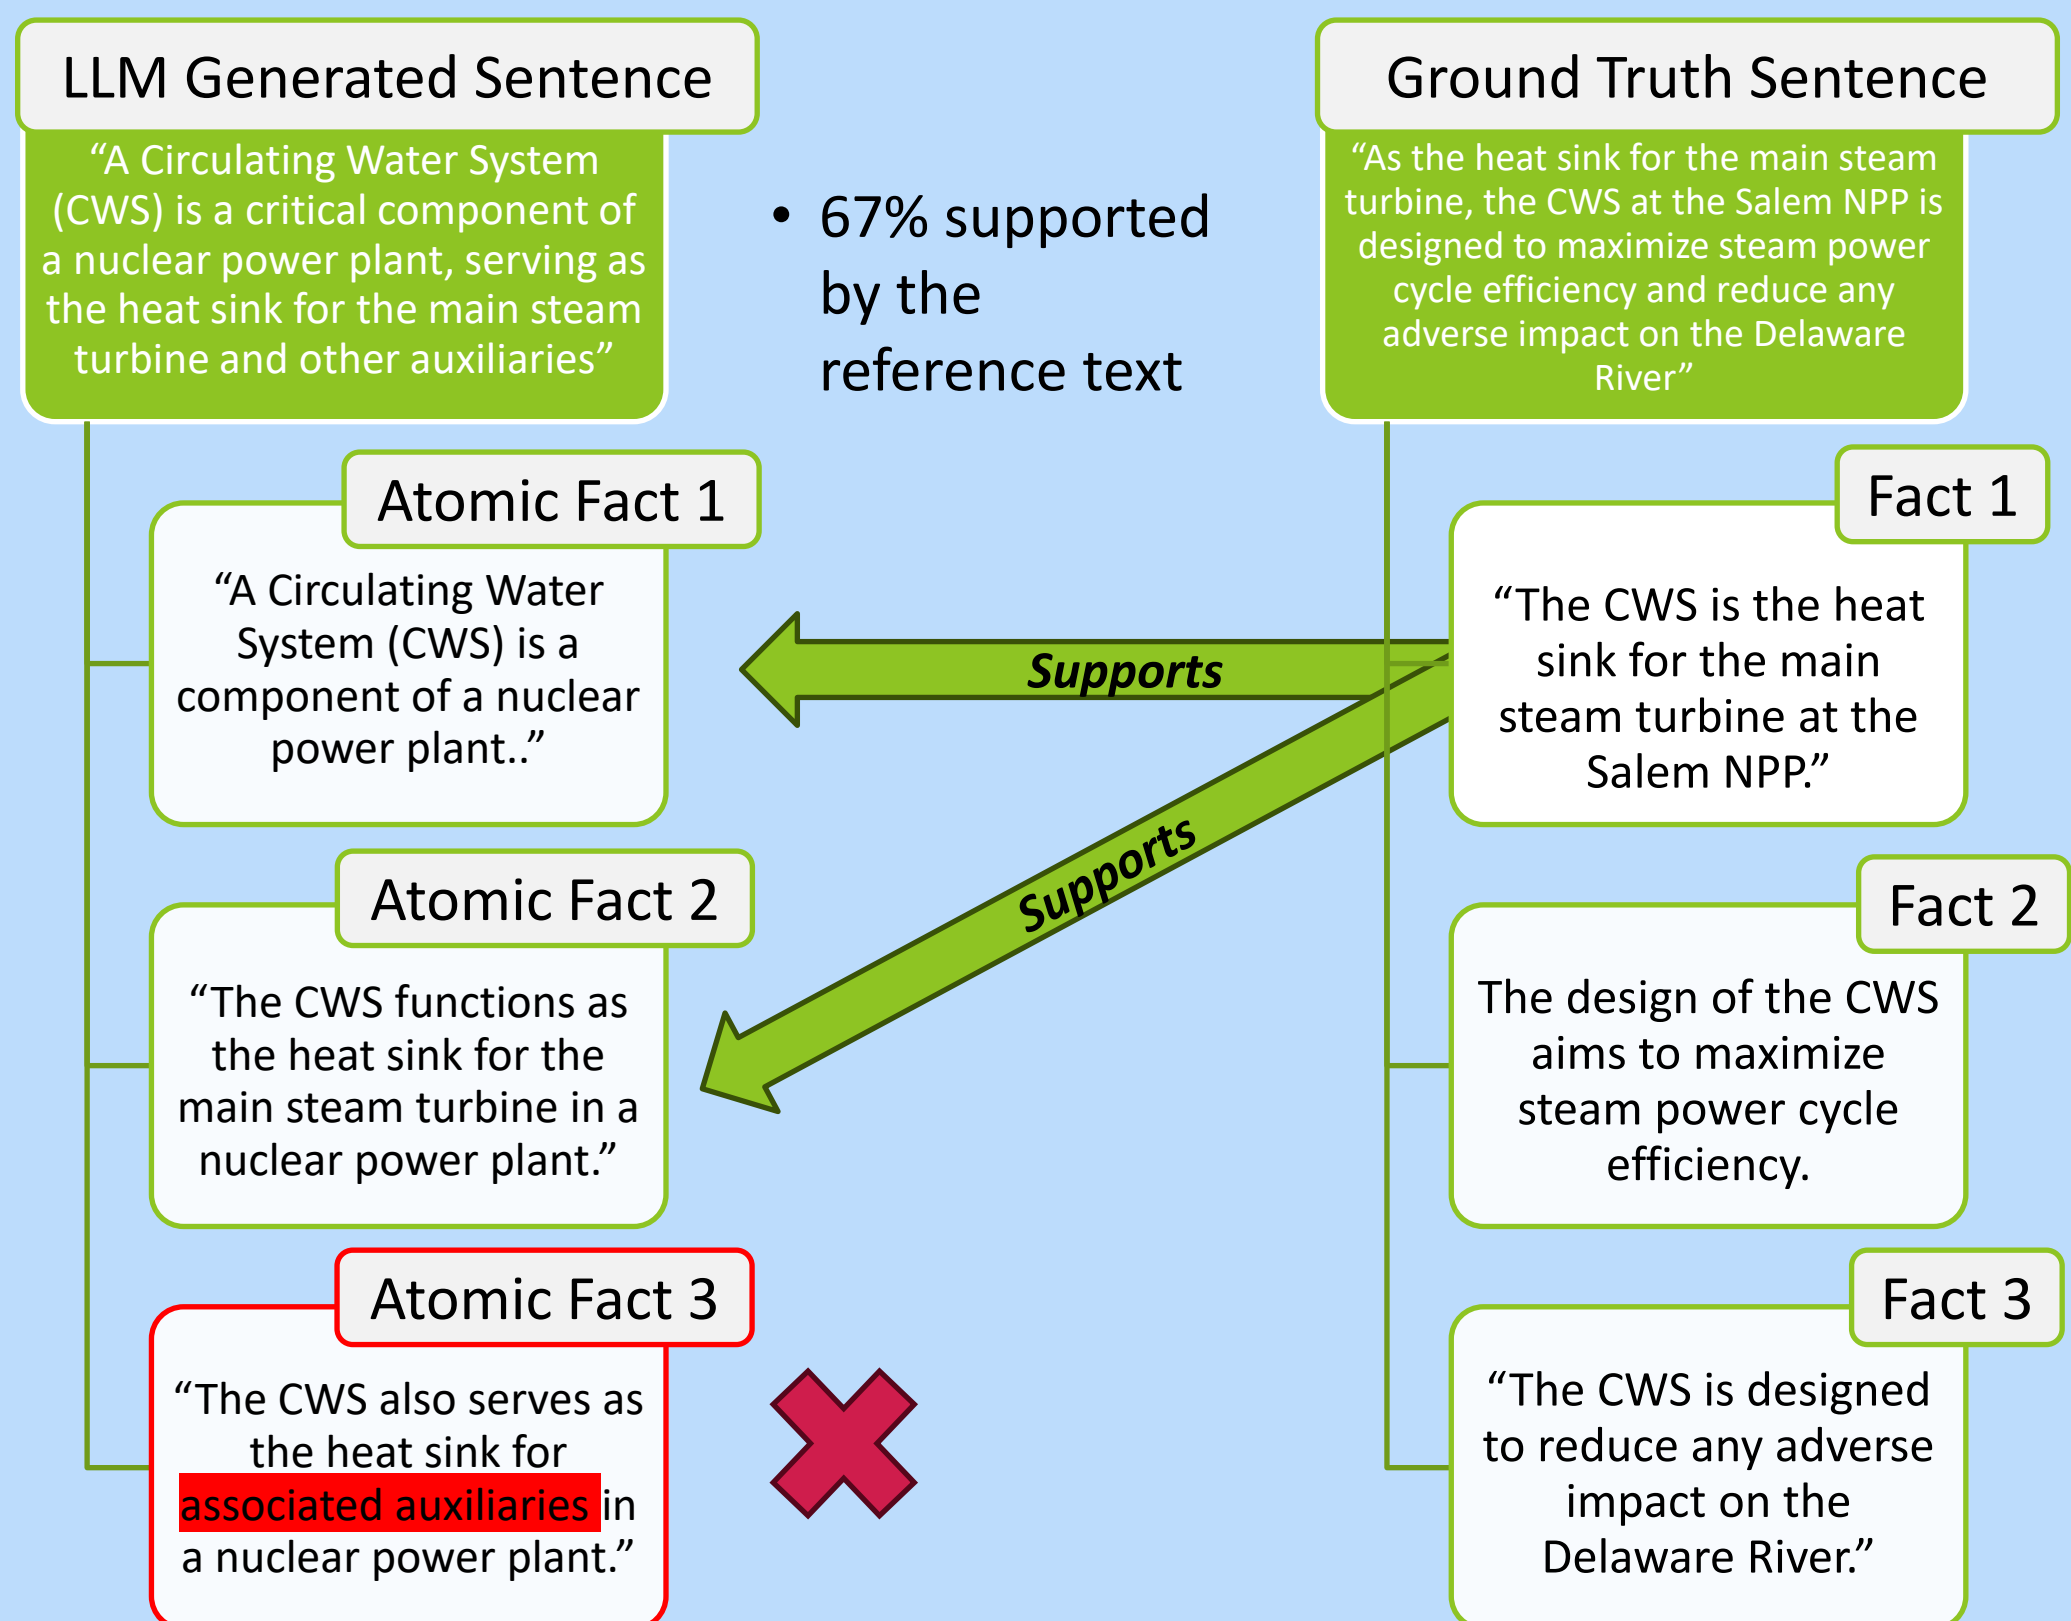 LLM Generated Sentence
“A Circulating Water System
(CWS) is a critical component of
a nuclear power plant, serving as
the heat sink for the main steam
turbine and other auxiliaries”
• 67% supported
by the
reference text
Ground Truth Sentence
“As the heat sink for the main steam
turbine, the CWS at the Salem NPP is
designed to maximize steam power
cycle efficiency and reduce any
adverse impact on the Delaware
River”
Atomic Fact 1
“A Circulating Water
System (CWS) is a
component of a nuclear
power plant..”
Supports
Fact 1
“The CWS is the heat
sink for the main
steam turbine at the
Salem NPP.”
Atomic Fact 2
“The CWS functions as
the heat sink for the
main steam turbine in a
nuclear power plant.”
Supports
Fact 2
The design of the CWS
aims to maximize
steam power cycle
efficiency.
Atomic Fact 3
“The CWS also serves as
the heat sink for
associated auxiliaries in
a nuclear power plant.”
Fact 3
“The CWS is designed
to reduce any adverse
impact on the
Delaware River.”